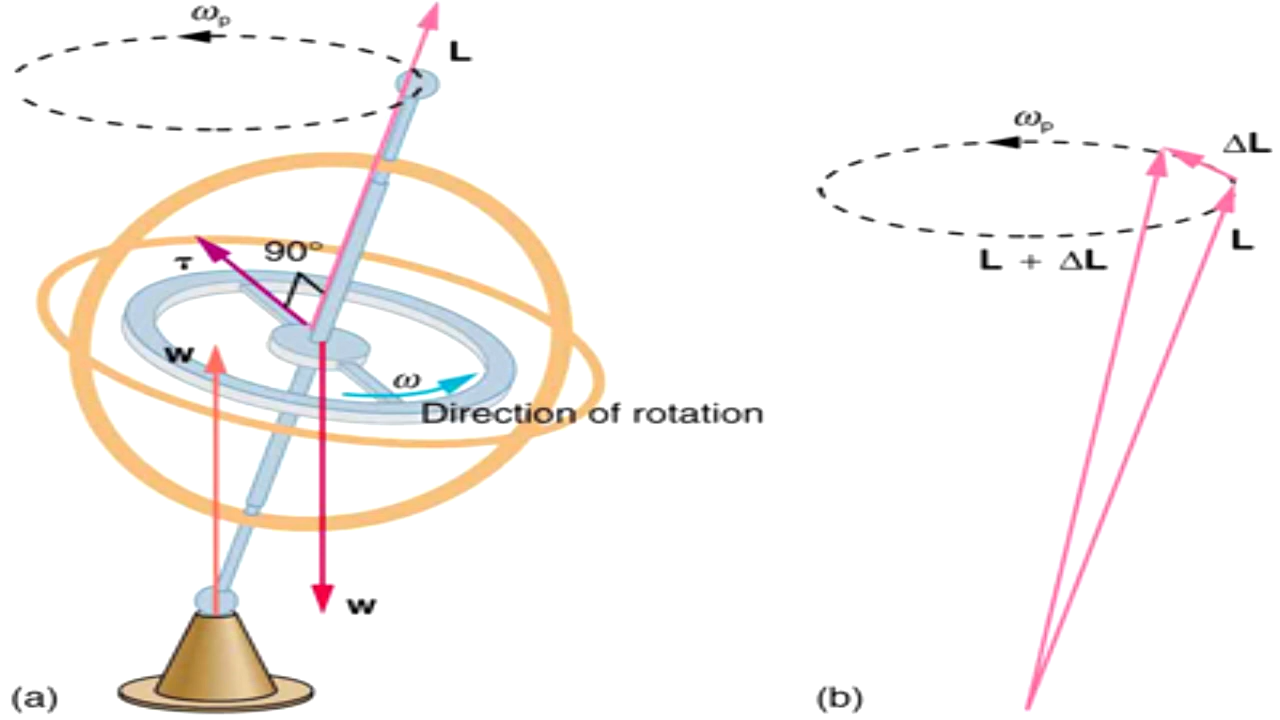 ωp
L
90°
τ
w
ω
Direction of rotation
w
(a)
ωp
ΔL
L
L + ΔL
(b)